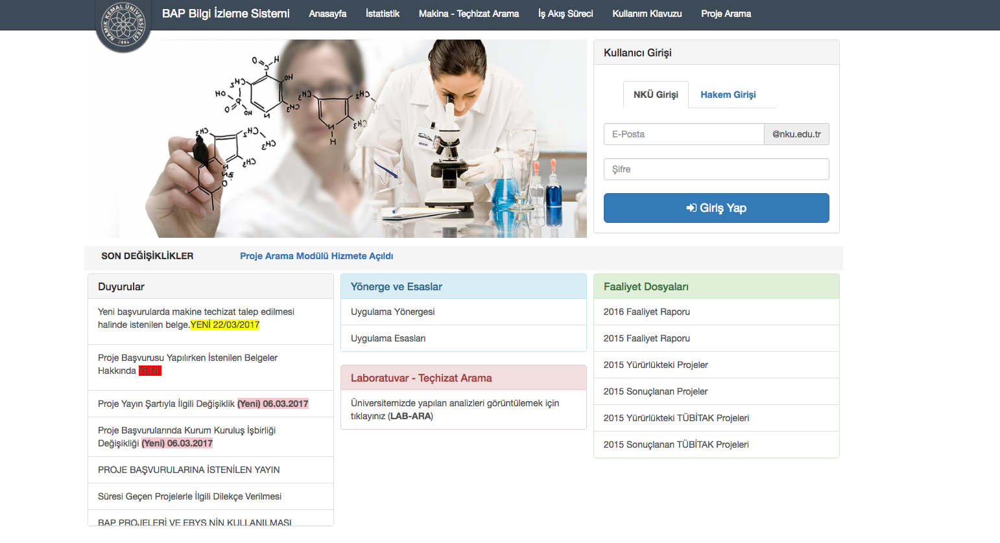 NAMIK KEMAL ÜNİVERSİTESİ
2006
BAP Bilgi İzleme Sistemi
Anasayfa
İstatistik
Makina - Teçhizat Arama
İş Akış Süreci
Kullanım Klavuzu
Proje Arama
Kullanıcı Girişi
NKÜ Girişi
Hakem Girişi
E-Posta
@nku.edu.tr
Şifre
Giriş Yap
SON DEĞİŞİKLİKLER
Proje Arama Modülü Hizmete Açıldı
Duyurular
Yeni başvurularda makine techizat talep edilmesi
halinde istenilen belge.YENİ 22/03/2017
Proje Başvurusu Yapılırken İstenilen Belgeler
Hakkında YENİ
Proje Yayın Şartıyla İlgili Değişiklik (Yeni) 06.03.2017
Proje Başvurularında Kurum Kuruluş İşbirliği
Değişikliği (Yeni) 06.03.2017
PROJE BAŞVURULARINA İSTENİLEN YAYIN
Süresi Geçen Projelerle İlgili Dilekçe Verilmesi
BAP PROJELERİ VE EBYS NİN KULLANILMASI
Yönerge ve Esaslar
Uygulama Yönergesi
Uygulama Esasları
Laboratuvar - Teçhizat Arama
Üniversitemizde yapılan analizleri görüntülemek için
tıklayınız (LAB-ARA)
Faaliyet Dosyaları
2016 Faaliyet Raporu
2015 Faaliyet Raporu
2015 Yürürlükteki Projeler
2015 Sonuçlanan Projeler
2015 Yürürlükteki TÜBİTAK Projeleri
2015 Sonuçlanan TÜBİTAK Projeleri